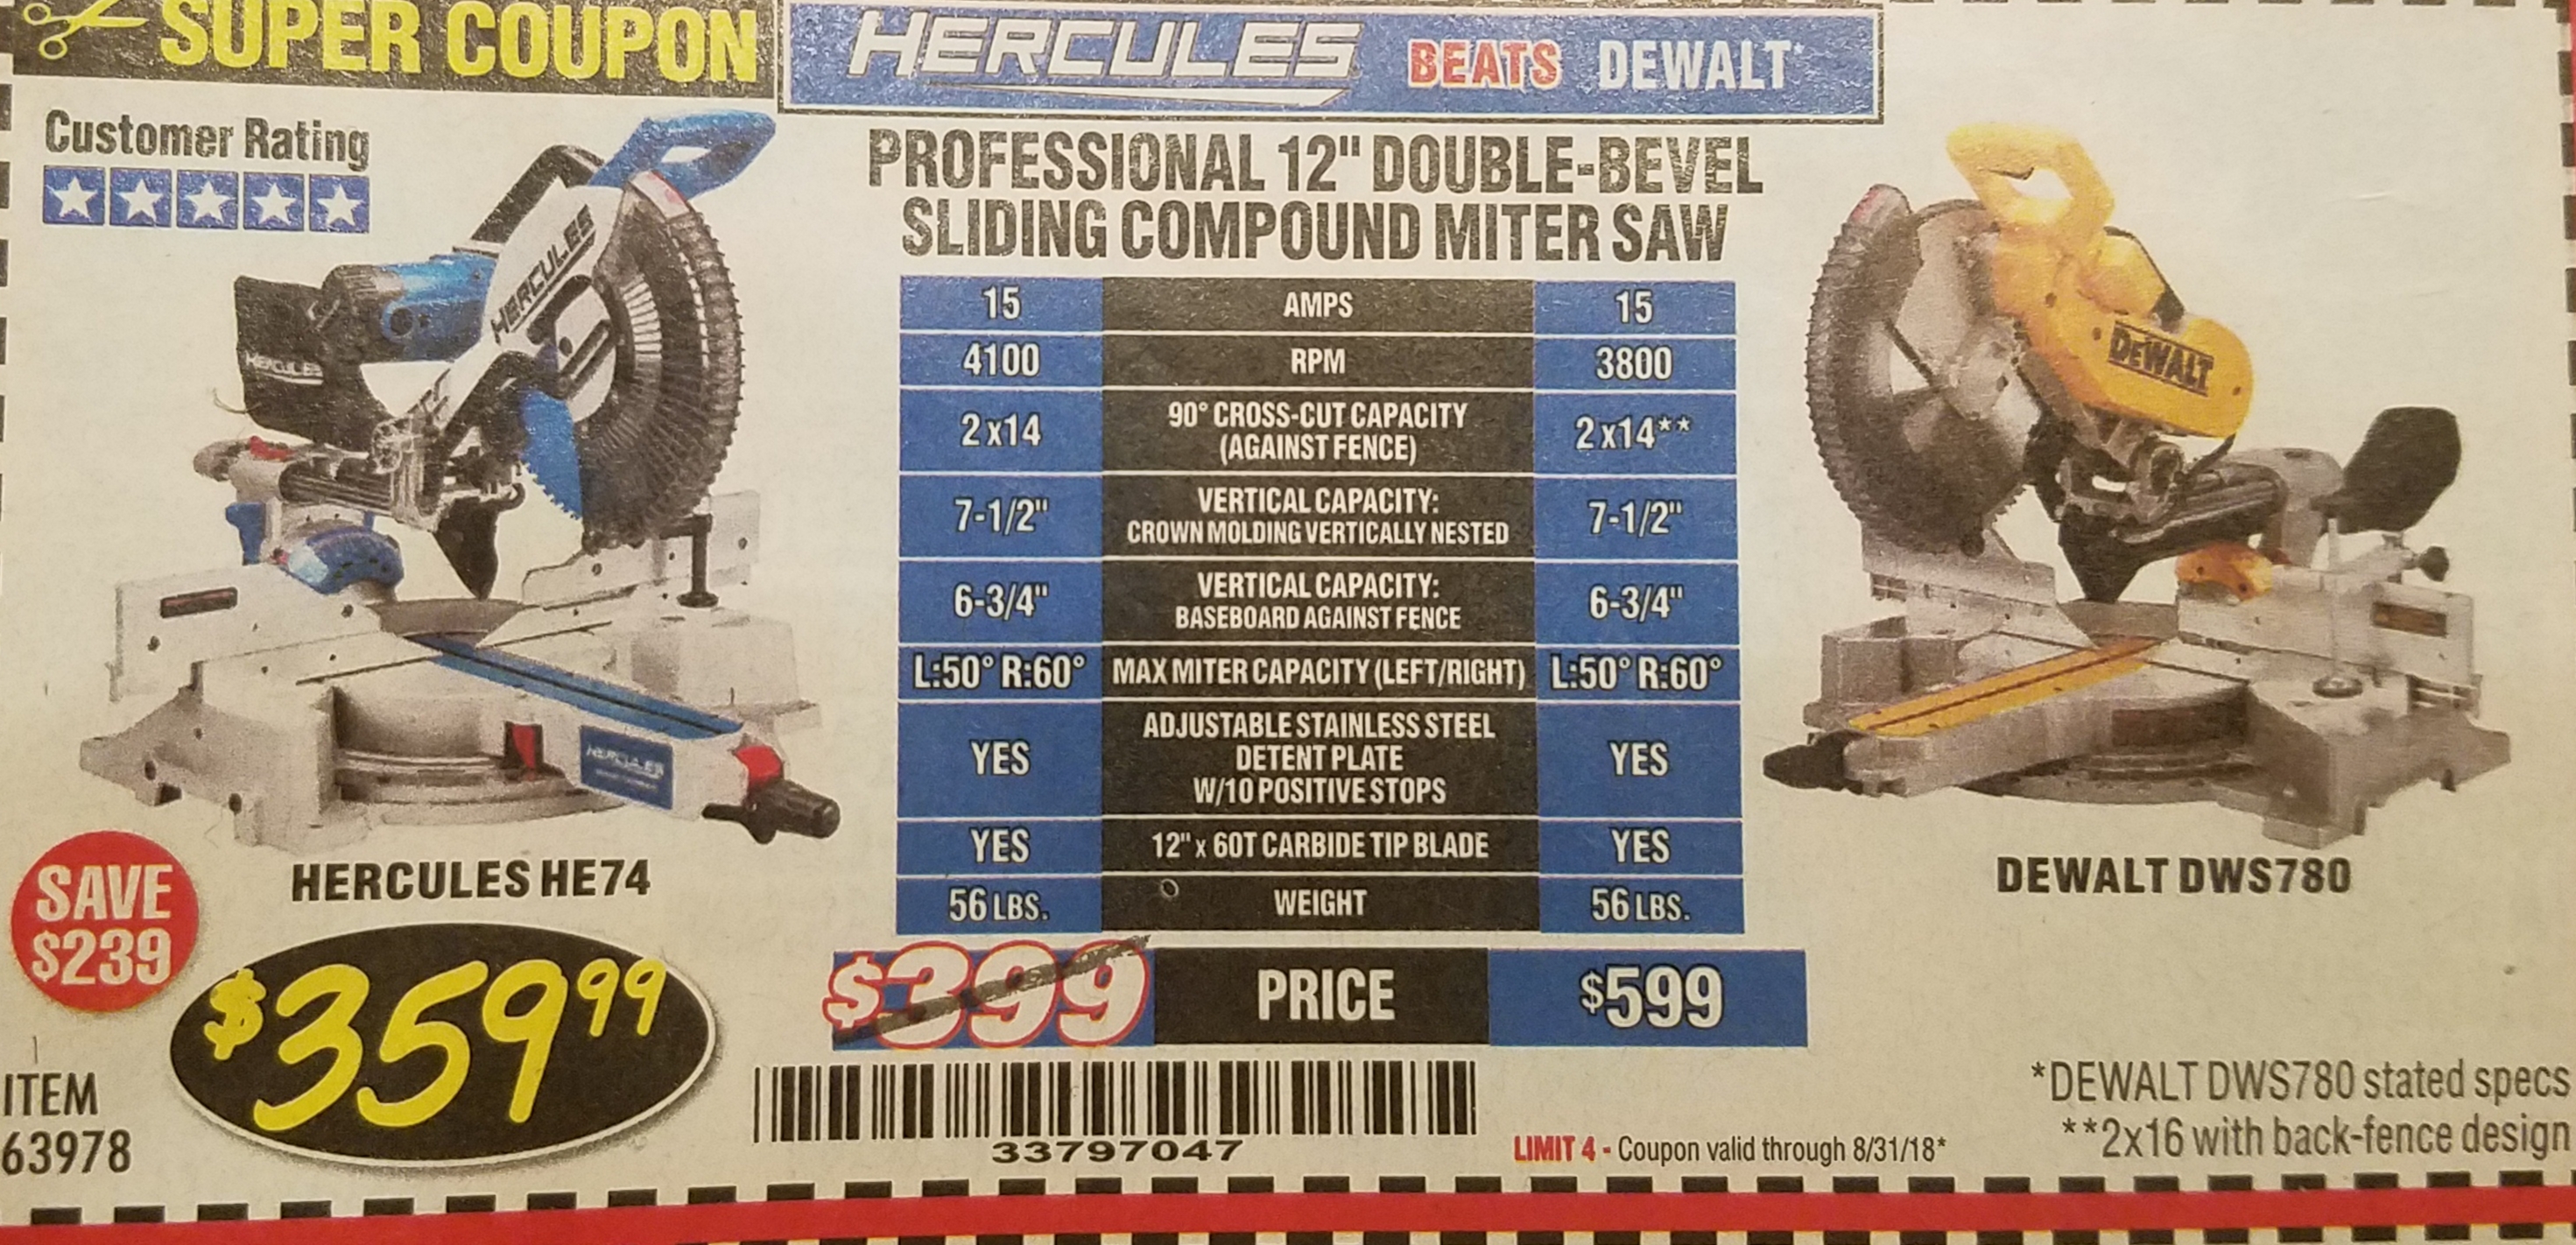 SUPER COUPON
HERCULES BEATS DEWALT*
Customer Rating
PROFESSIONAL 12" DOUBLE-BEVEL
SLIDING COMPOUND MITER SAW
HERCULES
HERCULES
HERCULES
DEWALT
15 AMPS 15
4100 RPM 3800
2x14 90° CROSS-CUT CAPACITY (AGAINST FENCE) 2x14**
7-1/2" VERTICAL CAPACITY: CROWN MOLDING VERTICALLY NESTED 7-1/2"
6-3/4" VERTICAL CAPACITY: BASEBOARD AGAINST FENCE 6-3/4"
L:50° R:60° MAX MITER CAPACITY (LEFT/RIGHT) L:50° R:60°
YES ADJUSTABLE STAINLESS STEEL DETENT PLATE W/10 POSITIVE STOPS YES
YES 12" x 60T CARBIDE TIP BLADE YES
56 LBS. WEIGHT 56 LBS.
$399 PRICE $599
HERCULES HE74
DEWALT DWS780
SAVE
$239
$359 99
ITEM
63978
33797047
LIMIT 4 - Coupon valid through 8/31/18*
*DEWALT DWS780 stated specs
**2x16 with back-fence design